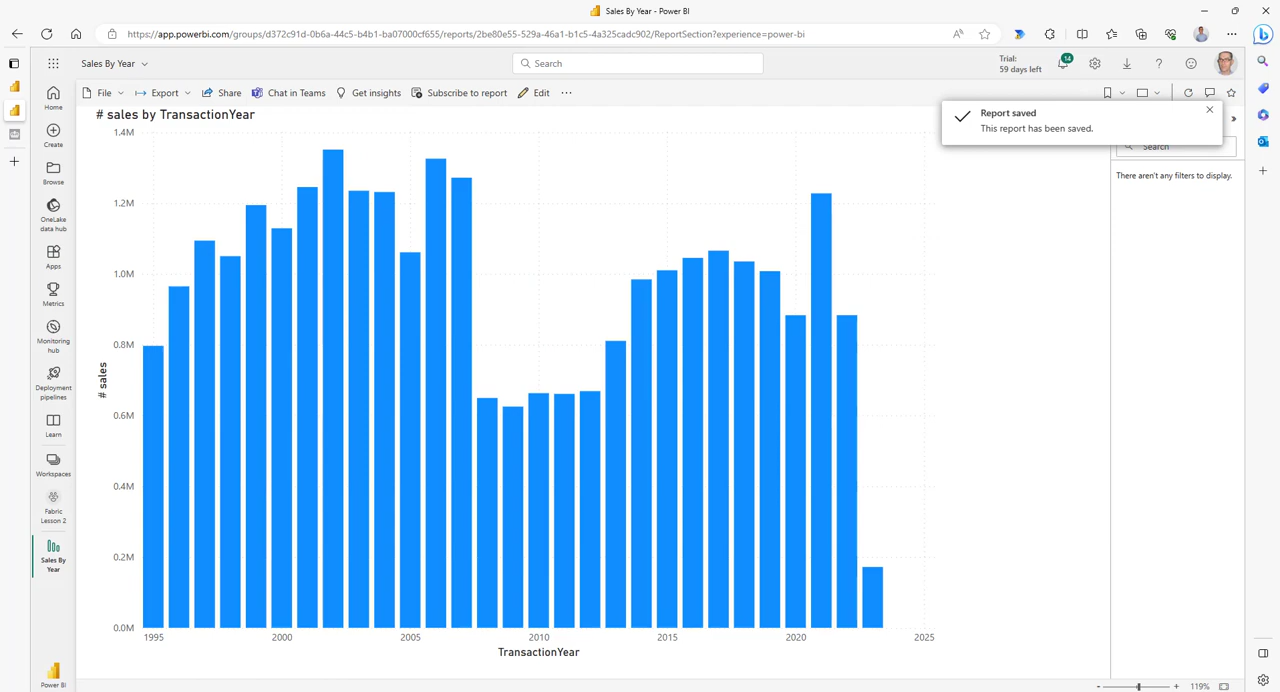 Sales By Year - Power BI
https://app.powerbi.com/groups/d372c91d-0b6a-44c5-b4b1-ba07000cf655/reports/2be80e55-529a-46a1-b1c5-4a325cadc902/ReportSection?experience=power-bi
Sales By Year
Search
Trial:
59 days left
14
File
Export
Share
Chat in Teams
Get insights
Subscribe to report
Edit
Report saved
This report has been saved.
Search
There aren't any filters to display.
Home
Create
Browse
OneLake
data hub
Apps
Metrics
Monitoring
hub
Deployment
pipelines
Learn
Workspaces
Fabric
Lesson 2
Sales By
Year
Power BI
# sales by TransactionYear
1.4M
1.2M
1.0M
0.8M
0.6M
0.4M
0.2M
0.0M
# sales
1995
2000
2005
2010
2015
2020
2025
TransactionYear
- + 119%